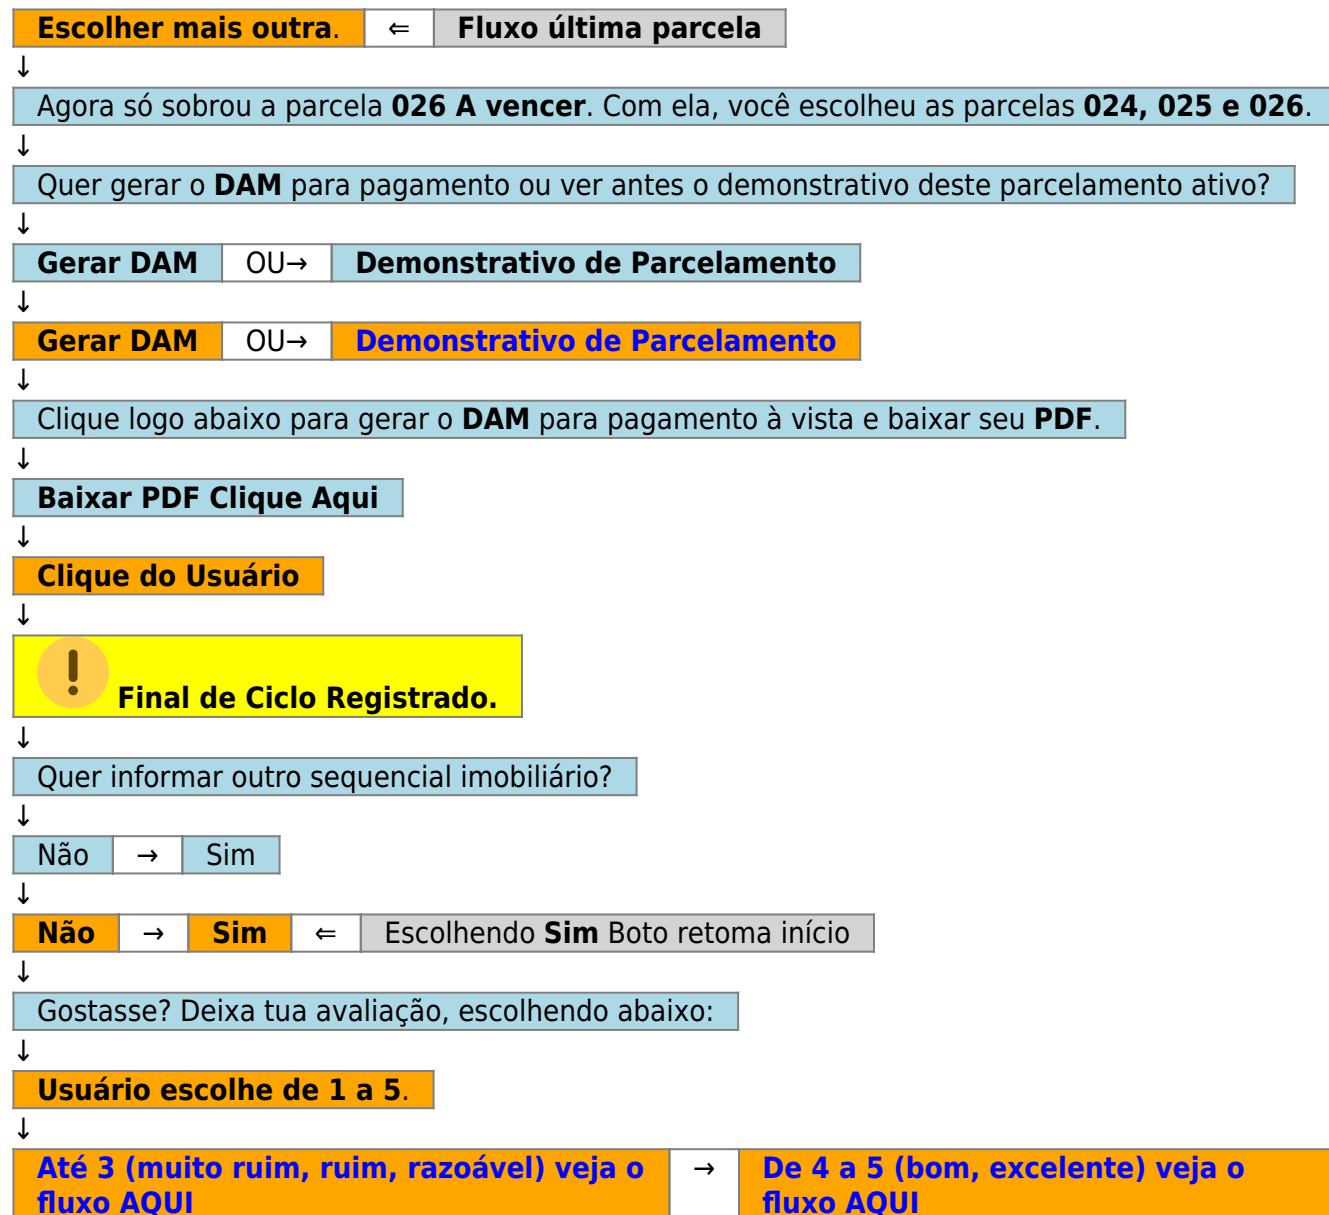 Escolher mais outra. ⇐ Fluxo última parcela
↓
Agora só sobrou a parcela 026 A vencer. Com ela, você escolheu as parcelas 024, 025 e 026.
↓
Quer gerar o DAM para pagamento ou ver antes o demonstrativo deste parcelamento ativo?
↓
Gerar DAM OU→ Demonstrativo de Parcelamento
↓
Gerar DAM OU→ Demonstrativo de Parcelamento
↓
Clique logo abaixo para gerar o DAM para pagamento à vista e baixar seu PDF.
↓
Baixar PDF Clique Aqui
↓
Clique do Usuário
↓
Final de Ciclo Registrado.
↓
Quer informar outro sequencial imobiliário?
↓
Não → Sim
↓
Não → Sim ⇐ Escolhendo Sim Boto retoma início
↓
Gostasse? Deixa tua avaliação, escolhendo abaixo:
↓
Usuário escolhe de 1 a 5.
↓
Até 3 (muito ruim, ruim, razoável) veja o
fluxo AQUI
→
De 4 a 5 (bom, excelente) veja o
fluxo AQUI